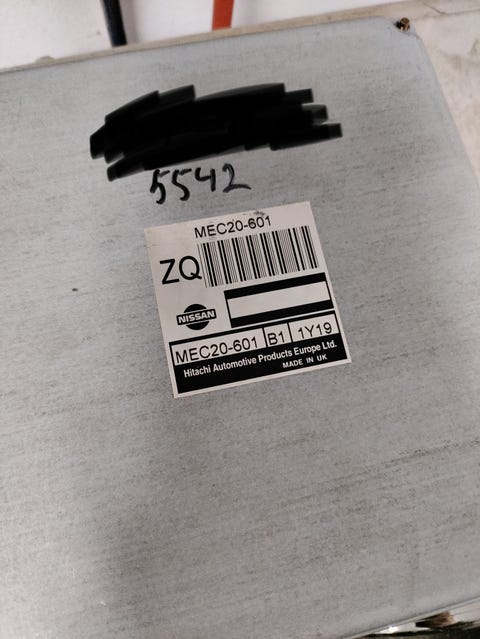 5542
MEC20-601
ZQ
NISSAN
MEC20-601 B1 1Y19
Hitachi Automotive Products Europe Ltd.
MADE IN UK